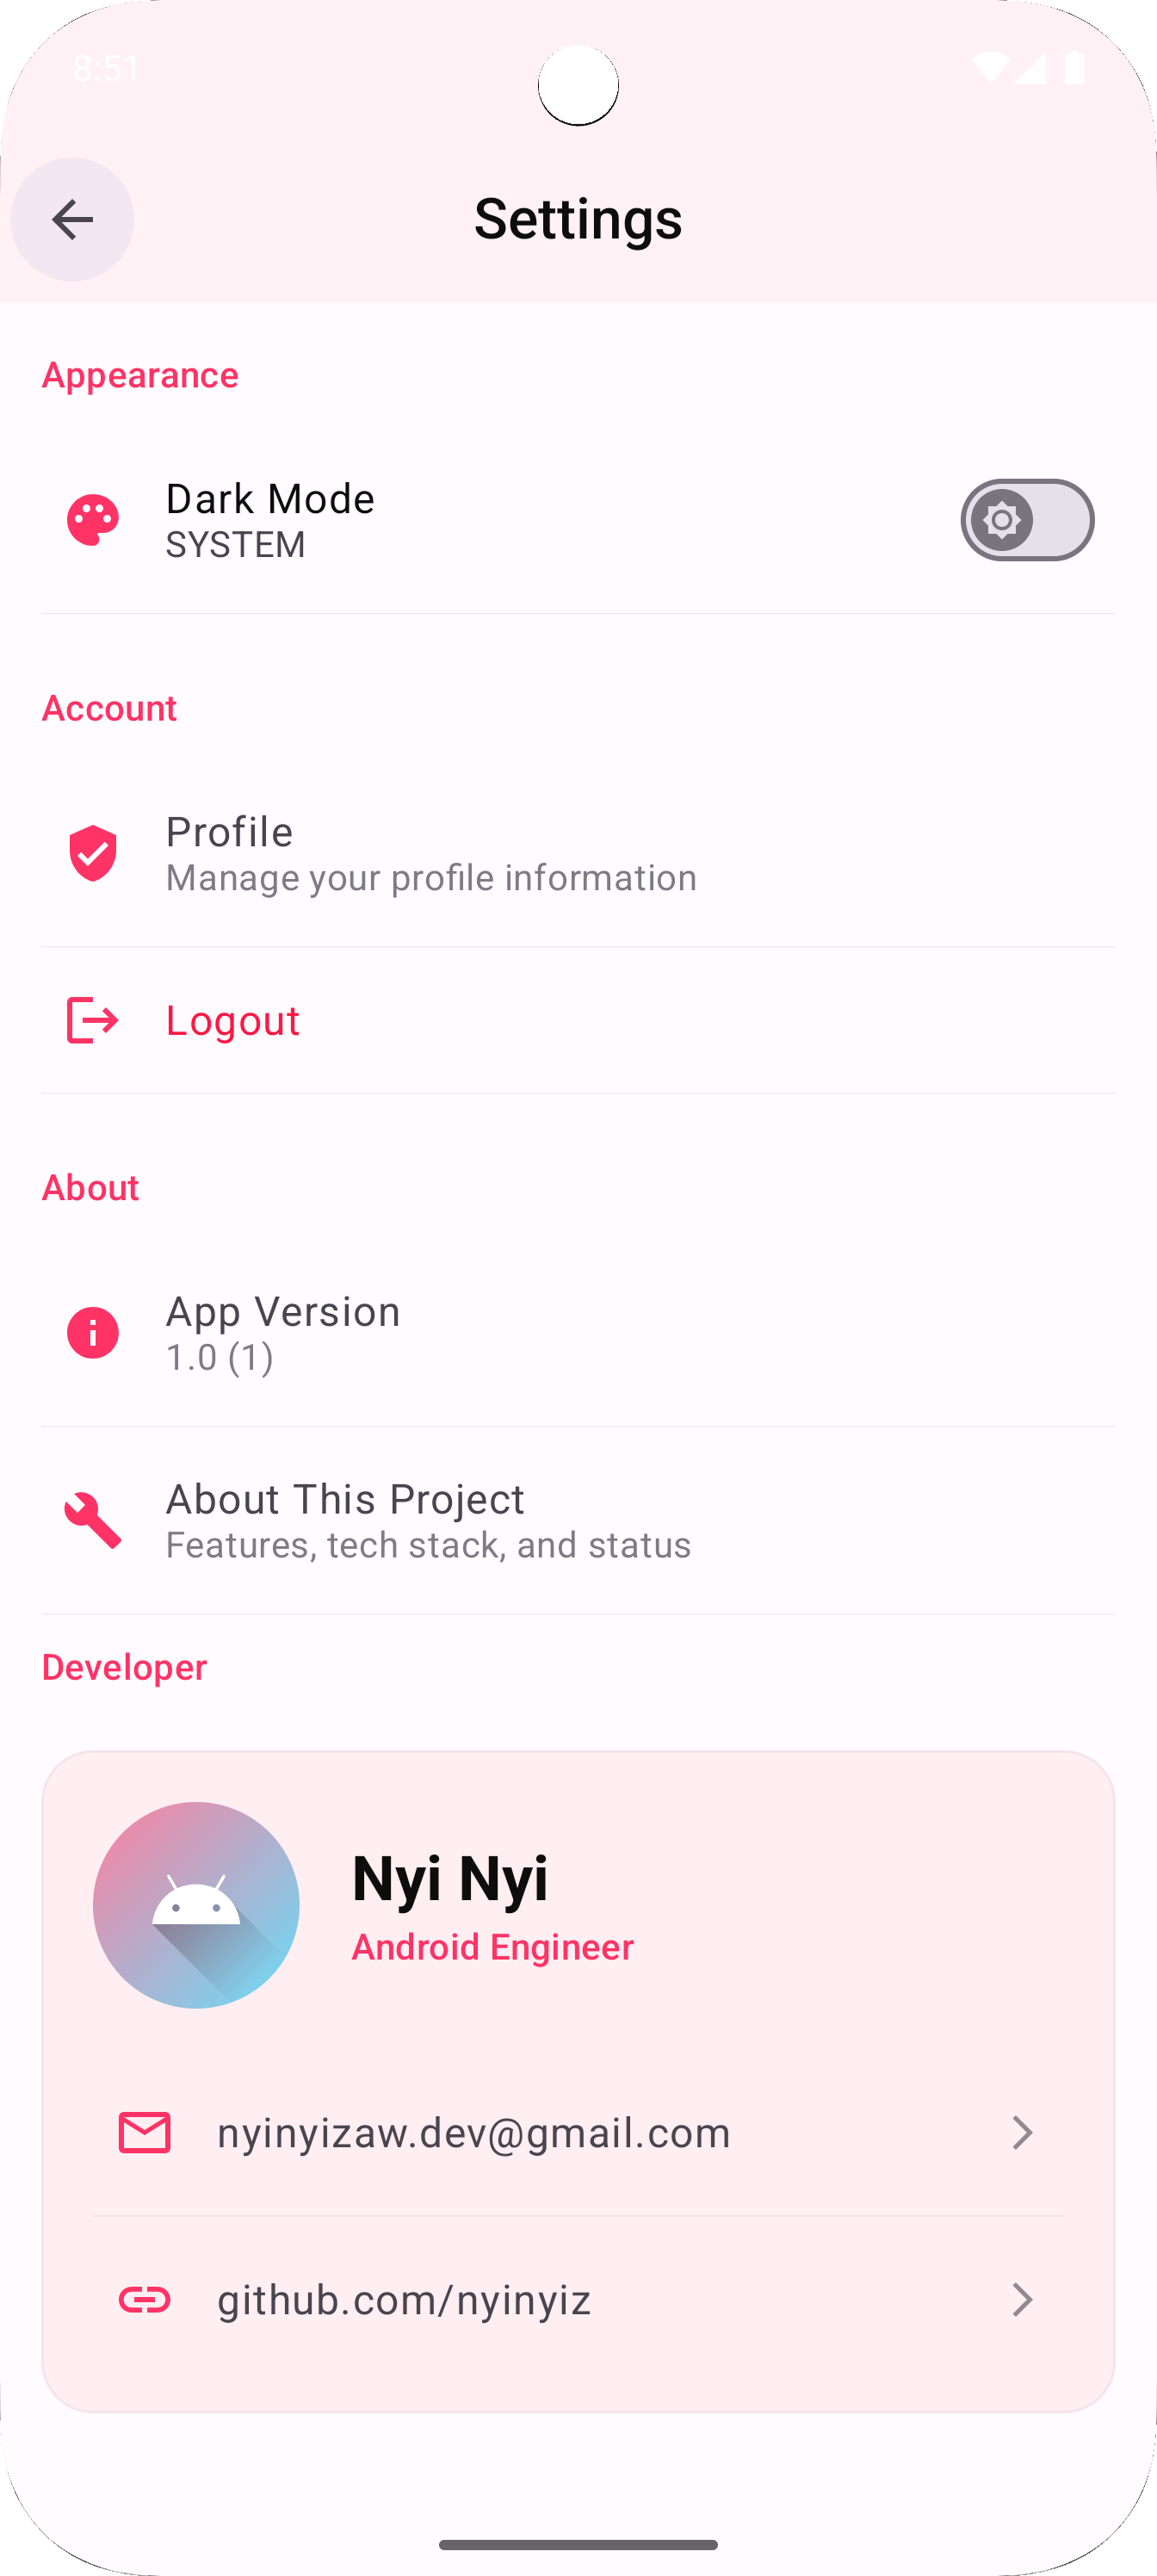 8:51
Settings
Appearance
Dark Mode
SYSTEM
Account
Profile
Manage your profile information
Logout
About
App Version
1.0 (1)
About This Project
Features, tech stack, and status
Developer
Nyi Nyi
Android Engineer
nyinyizaw.dev@gmail.com
github.com/nyinyiz